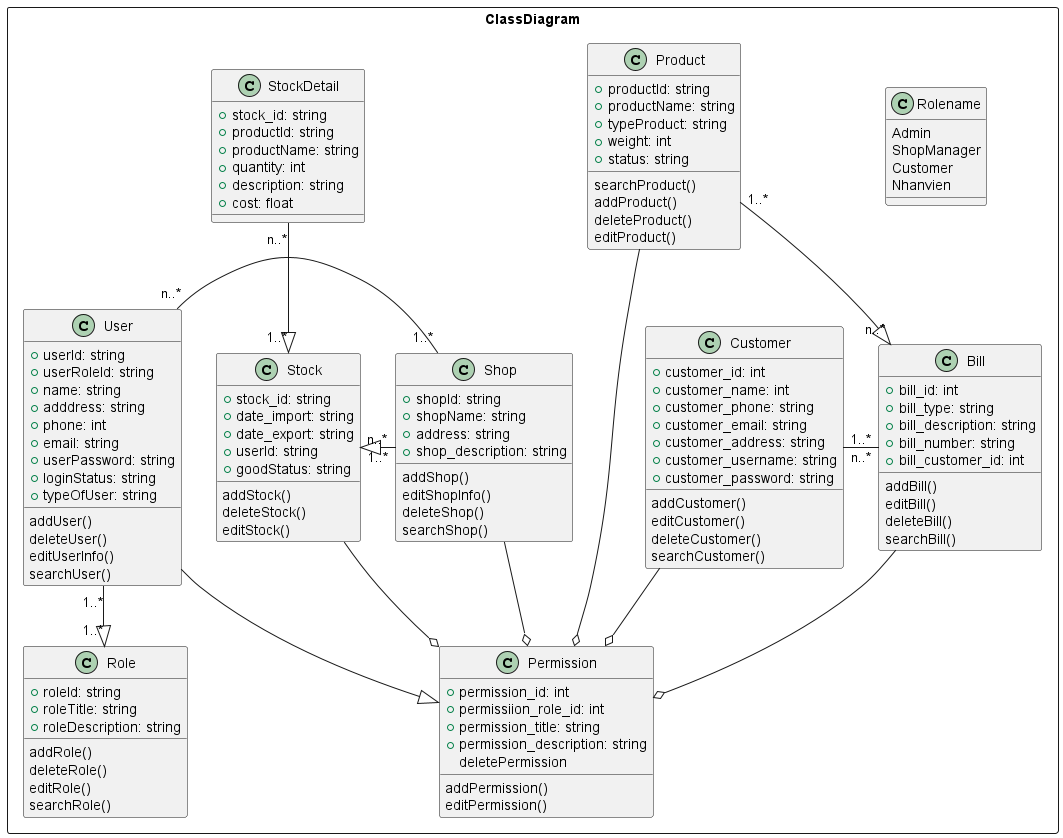 ClassDiagram
C StockDetail
stock_id: string
productId: string
productName: string
quantity: int
description: string
cost: float
C Product
productId: string
productName: string
typeProduct: string
weight: int
status: string
searchProduct()
addProduct()
deleteProduct()
editProduct()
C Rolename
Admin
ShopManager
Customer
Nhanvien
n..*
1..*
n..*
1..*
1..*
n..*
C User
userId: string
userRoleId: string
name: string
adddress: string
phone: int
email: string
userPassword: string
loginStatus: string
typeOfUser: string
addUser()
deleteUser()
editUserInfo()
searchUser()
C Stock
stock_id: string
date_import: string
date_export: string
userId: string
goodStatus: string
addStock()
deleteStock()
editStock()
n..*
1..*
C Shop
shopId: string
shopName: string
address: string
shop_description: string
addShop()
editShopInfo()
deleteShop()
searchShop()
C Customer
customer_id: int
customer_name: int
customer_phone: string
customer_email: string
customer_address: string
customer_username: string
customer_password: string
addCustomer()
editCustomer()
deleteCustomer()
searchCustomer()
1..*
n..*
C Bill
bill_id: int
bill_type: string
bill_description: string
bill_number: string
bill_customer_id: int
addBill()
editBill()
deleteBill()
searchBill()
1..*
1..*
C Role
roleId: string
roleTitle: string
roleDescription: string
addRole()
deleteRole()
editRole()
searchRole()
C Permission
permission_id: int
permissiion_role_id: int
permission_title: string
permission_description: string
deletePermission
addPermission()
editPermission()